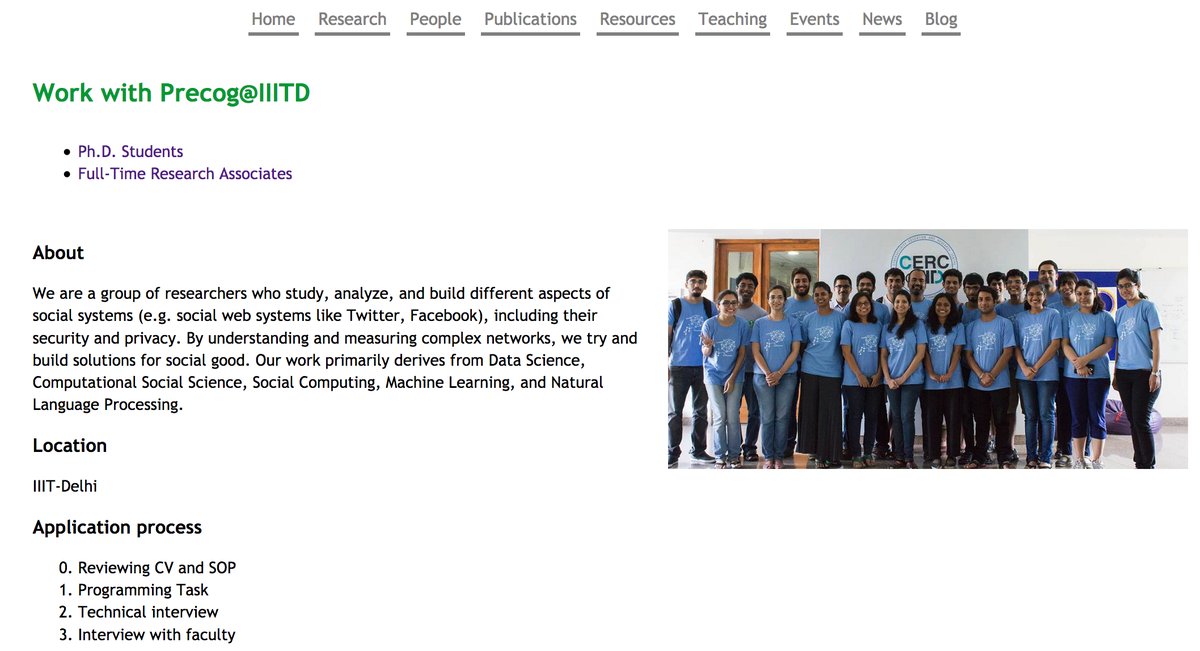 Home Research People Publications Resources Teaching Events News Blog
Work with Precog@IIITD
• Ph.D. Students
• Full-Time Research Associates
About
We are a group of researchers who study, analyze, and build different aspects of
social systems (e.g. social web systems like Twitter, Facebook), including their
security and privacy. By understanding and measuring complex networks, we try and
build solutions for social good. Our work primarily derives from Data Science,
Computational Social Science, Social Computing, Machine Learning, and Natural
Language Processing.
CERC
Location
IIIT-Delhi
Application process
0. Reviewing CV and SOP
1. Programming Task
2. Technical interview
3. Interview with faculty